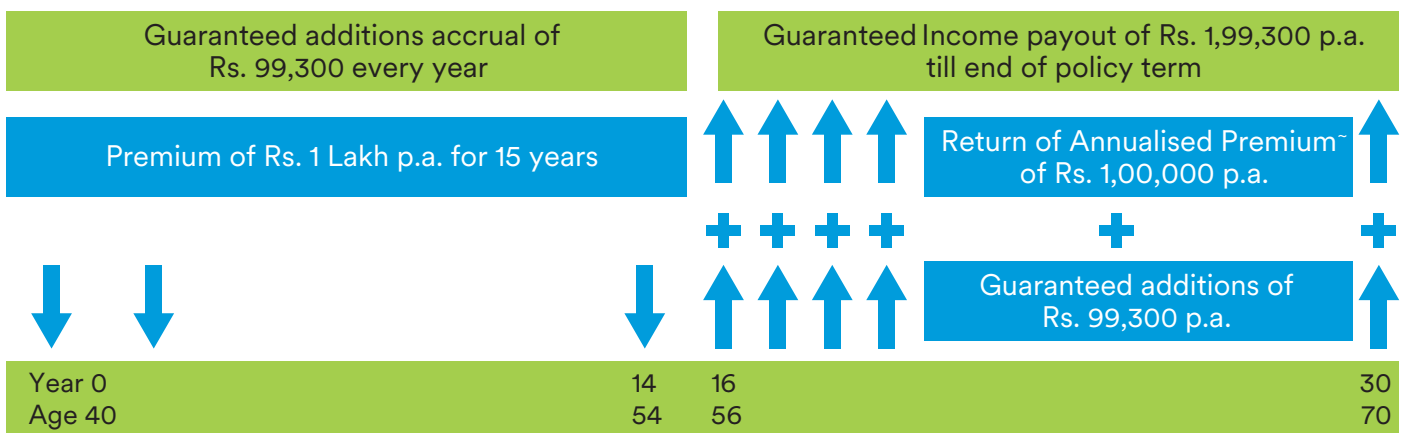 Guaranteed additions accrual of
Rs. 99,300 every year
Guaranteed Income payout of Rs. 1,99,300 p.a.
till end of policy term
Premium of Rs. 1 Lakh p.a. for 15 years
Return of Annualised Premium~
of Rs. 1,00,000 p.a.
Guaranteed additions of
Rs. 99,300 p.a.
Year 0 14 16 30
Age 40 54 56 70